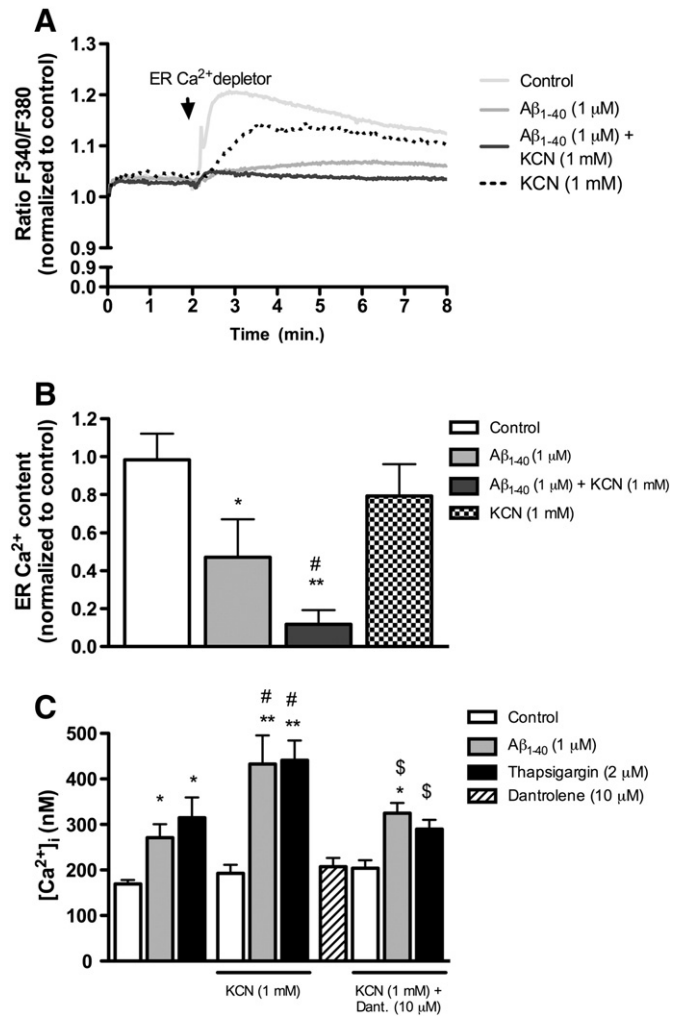 A
Ratio F340/F380
(normalized to control)
1.3
1.2
1.1
1.0
0.9
0.9
0.0
ER Ca2+depletor
0 1 2 3 4 5 6 7 8
Time (min.)
Control
Aβ1-40 (1 μM)
Aβ1-40 (1 μM) +
KCN (1 mM)
KCN (1 mM)
B
ER Ca2+ content
(normalized to control)
1.2
1.0
0.8
0.6
0.4
0.2
0.0
*
#
**
Control
Aβ1-40 (1 μM)
Aβ1-40 (1 μM) + KCN (1 mM)
KCN (1 mM)
C
[Ca2+]i (nM)
500
400
300
200
100
0
* *
# #
** **
$
* $
KCN (1 mM)
KCN (1 mM) +
Dant. (10 μM)
Control
Aβ1-40 (1 μM)
Thapsigargin (2 μM)
Dantrolene (10 μM)